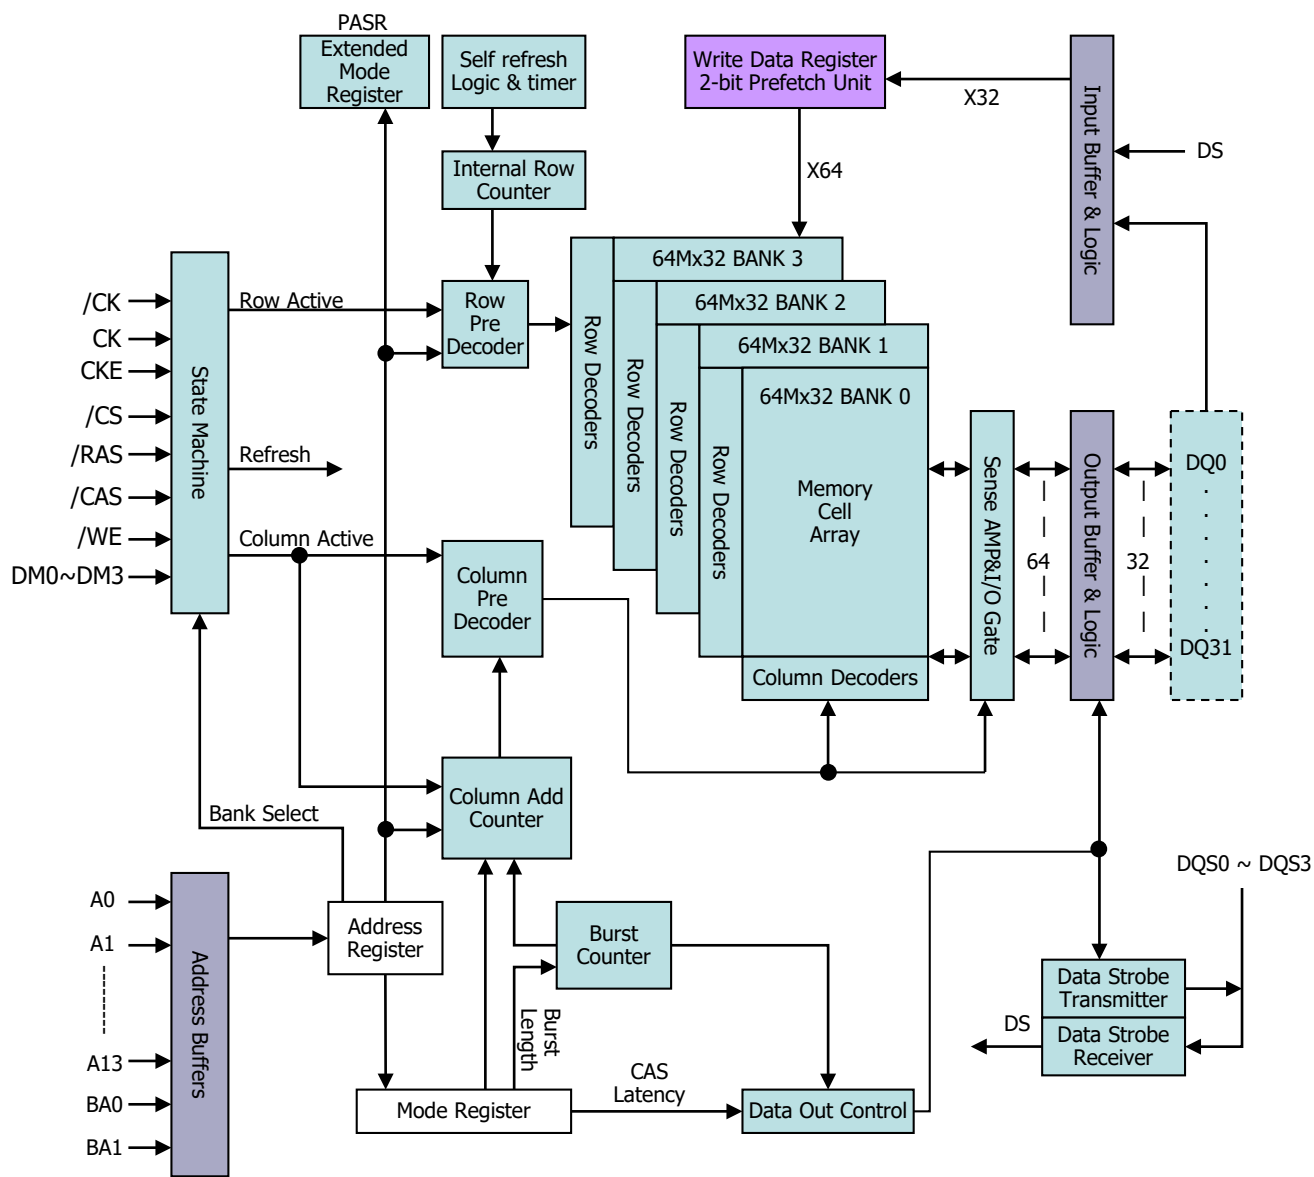 PASR
Extended
Mode
Register
Self refresh
Logic & timer
Write Data Register
2-bit Prefetch Unit
X32
Input Buffer & Logic
DS
Internal Row
Counter
X64
64Mx32 BANK 3
64Mx32 BANK 2
64Mx32 BANK 1
64Mx32 BANK 0
Row Decoders
Row Decoders
Row Decoders
Row Decoders
Memory
Cell
Array
Column Decoders
/CK
CK
CKE
/CS
/RAS
/CAS
/WE
DM0~DM3
State Machine
Row Active
Refresh
Column Active
Row
Pre
Decoder
Column
Pre
Decoder
Sense AMP&I/O Gate
64
Output Buffer & Logic
32
DQ0
DQ31
Bank Select
Column Add
Counter
A0
A1
A13
BA0
BA1
Address Buffers
Address
Register
Burst
Counter
Burst
Length
Mode Register
CAS
Latency
Data Out Control
DQS0 ~ DQS3
Data Strobe
Transmitter
DS
Data Strobe
Receiver